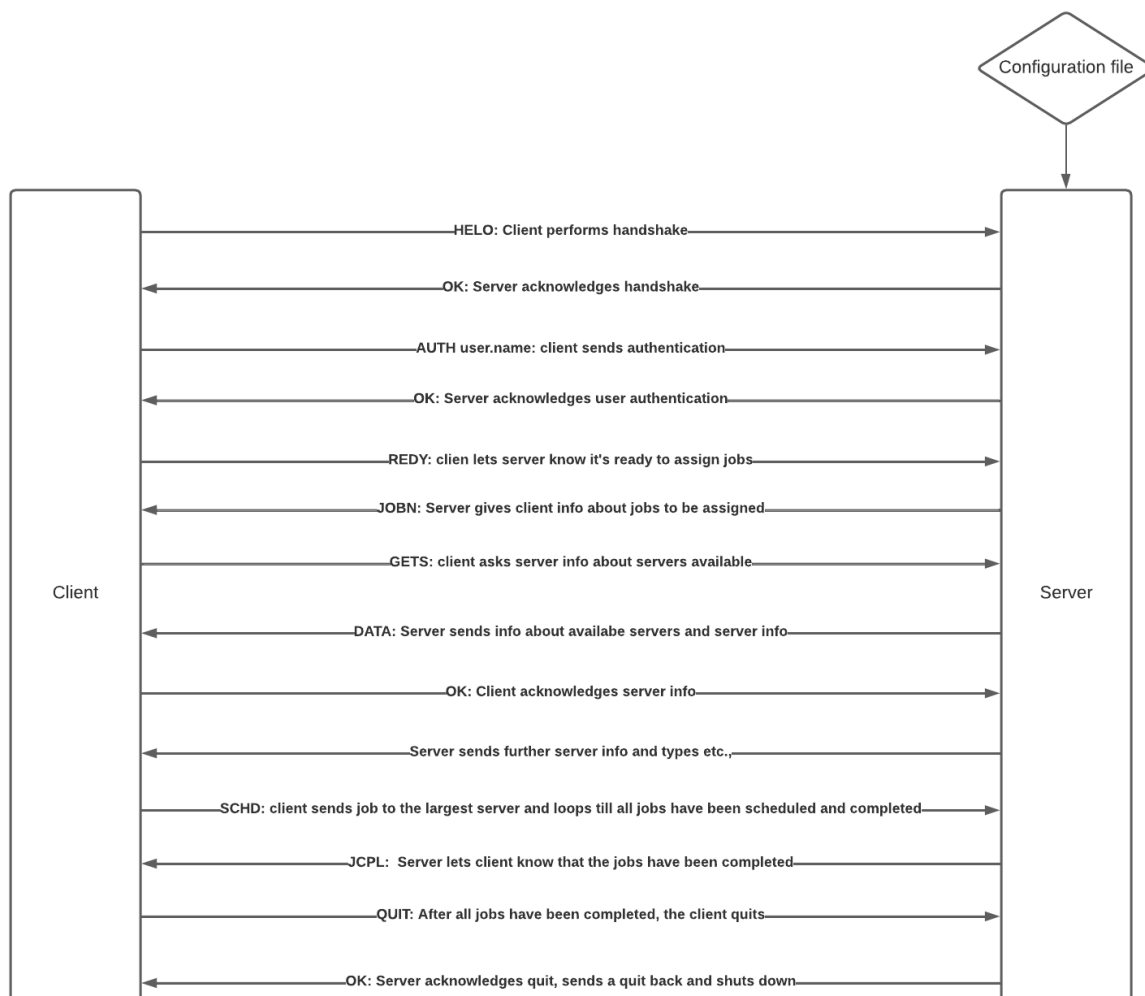 Configuration file
HELO: Client performs handshake
OK: Server acknowledges handshake
AUTH user.name: client sends authentication
OK: Server acknowledges user authentication
REDY: clien lets server know it's ready to assign jobs
JOBN: Server gives client info about jobs to be assigned
GETS: client asks server info about servers available
Client
Server
DATA: Server sends info about availabe servers and server info
OK: Client acknowledges server info
Server sends further server info and types etc.,
SCHD: client sends job to the largest server and loops till all jobs have been scheduled and completed
JCPL:  Server lets client know that the jobs have been completed
QUIT: After all jobs have been completed, the client quits
OK: Server acknowledges quit, sends a quit back and shuts down